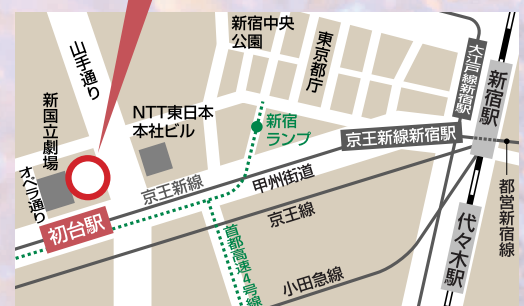 新宿中央
公園
東京都庁
山手通り
大江戸線新宿駅
新宿駅
新国立劇場
NTT東日本
本社ビル
新宿
ランプ
京王新線新宿駅
オペラ通り
京王新線
甲州街道
都営新宿線
初台駅
京王線
代々木駅
首都高速4号線
小田急線